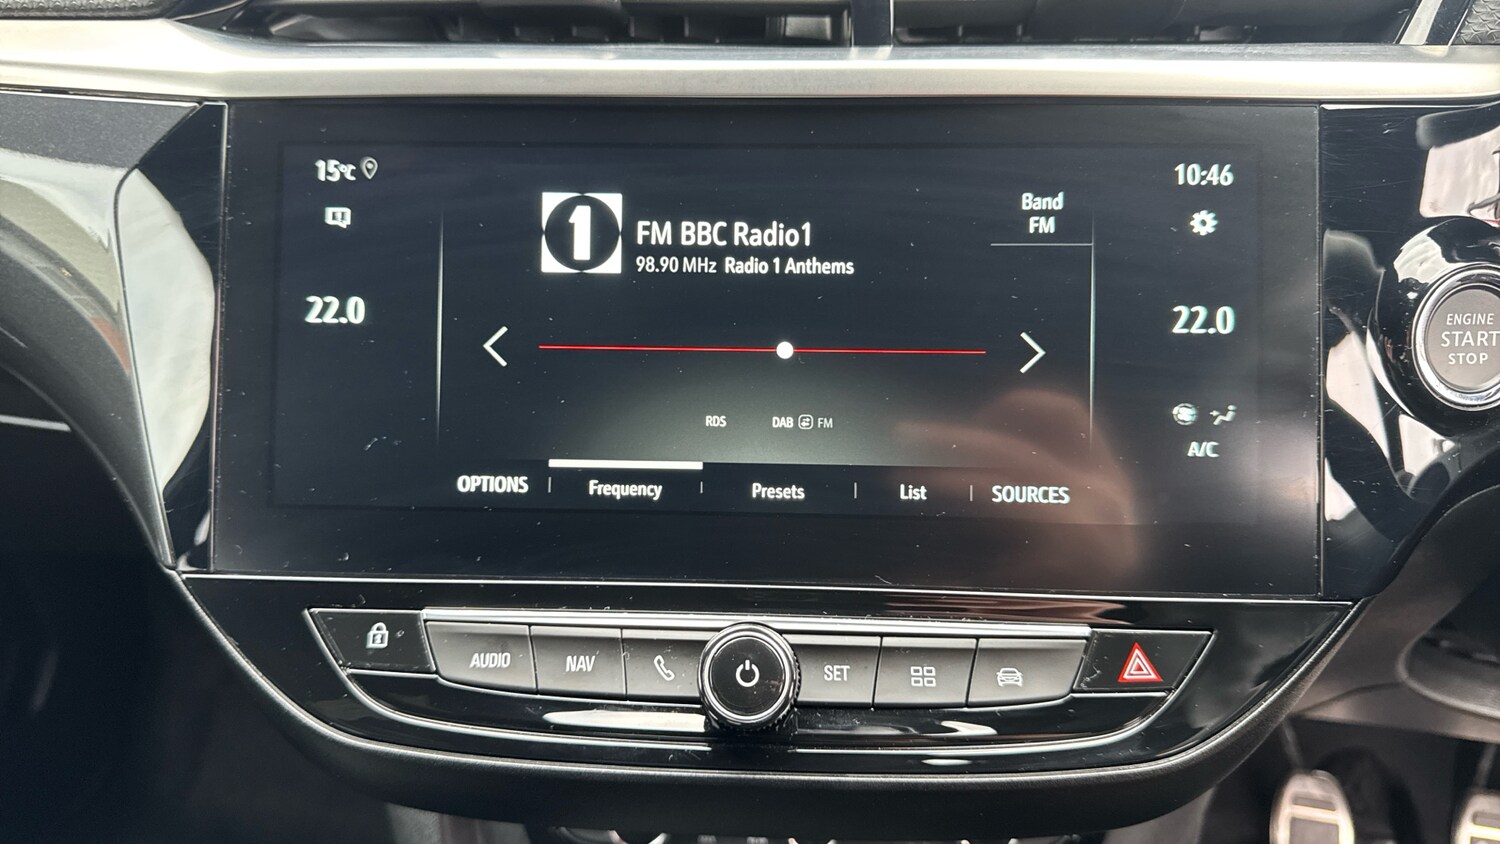 15°C
10:46
Band
FM
1
FM BBC Radio1
98.90 MHz Radio 1 Anthems
22.0
22.0
ENGINE
START
STOP
RDS
DAB FM
A/C
OPTIONS
Frequency
Presets
List
SOURCES
AUDIO
NAV
SET